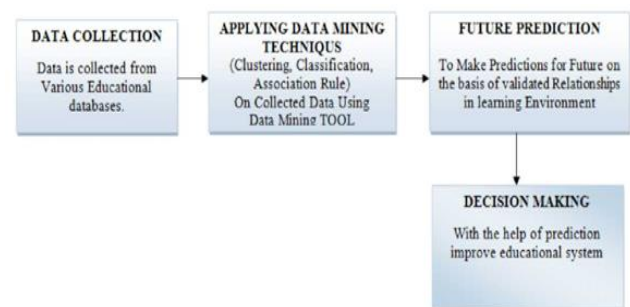 DATA COLLECTION
Data is collected from
Various Educational
databases.
APPLYING DATA MINING
TECHNIQUS
(Clustering, Classification,
Association Rule)
On Collected Data Using
Data Mining TOOL
FUTURE PREDICTION
To Make Predictions for Future on
the basis of validated Relationships
in learning Environment
DECISION MAKING
With the help of prediction
improve educational system